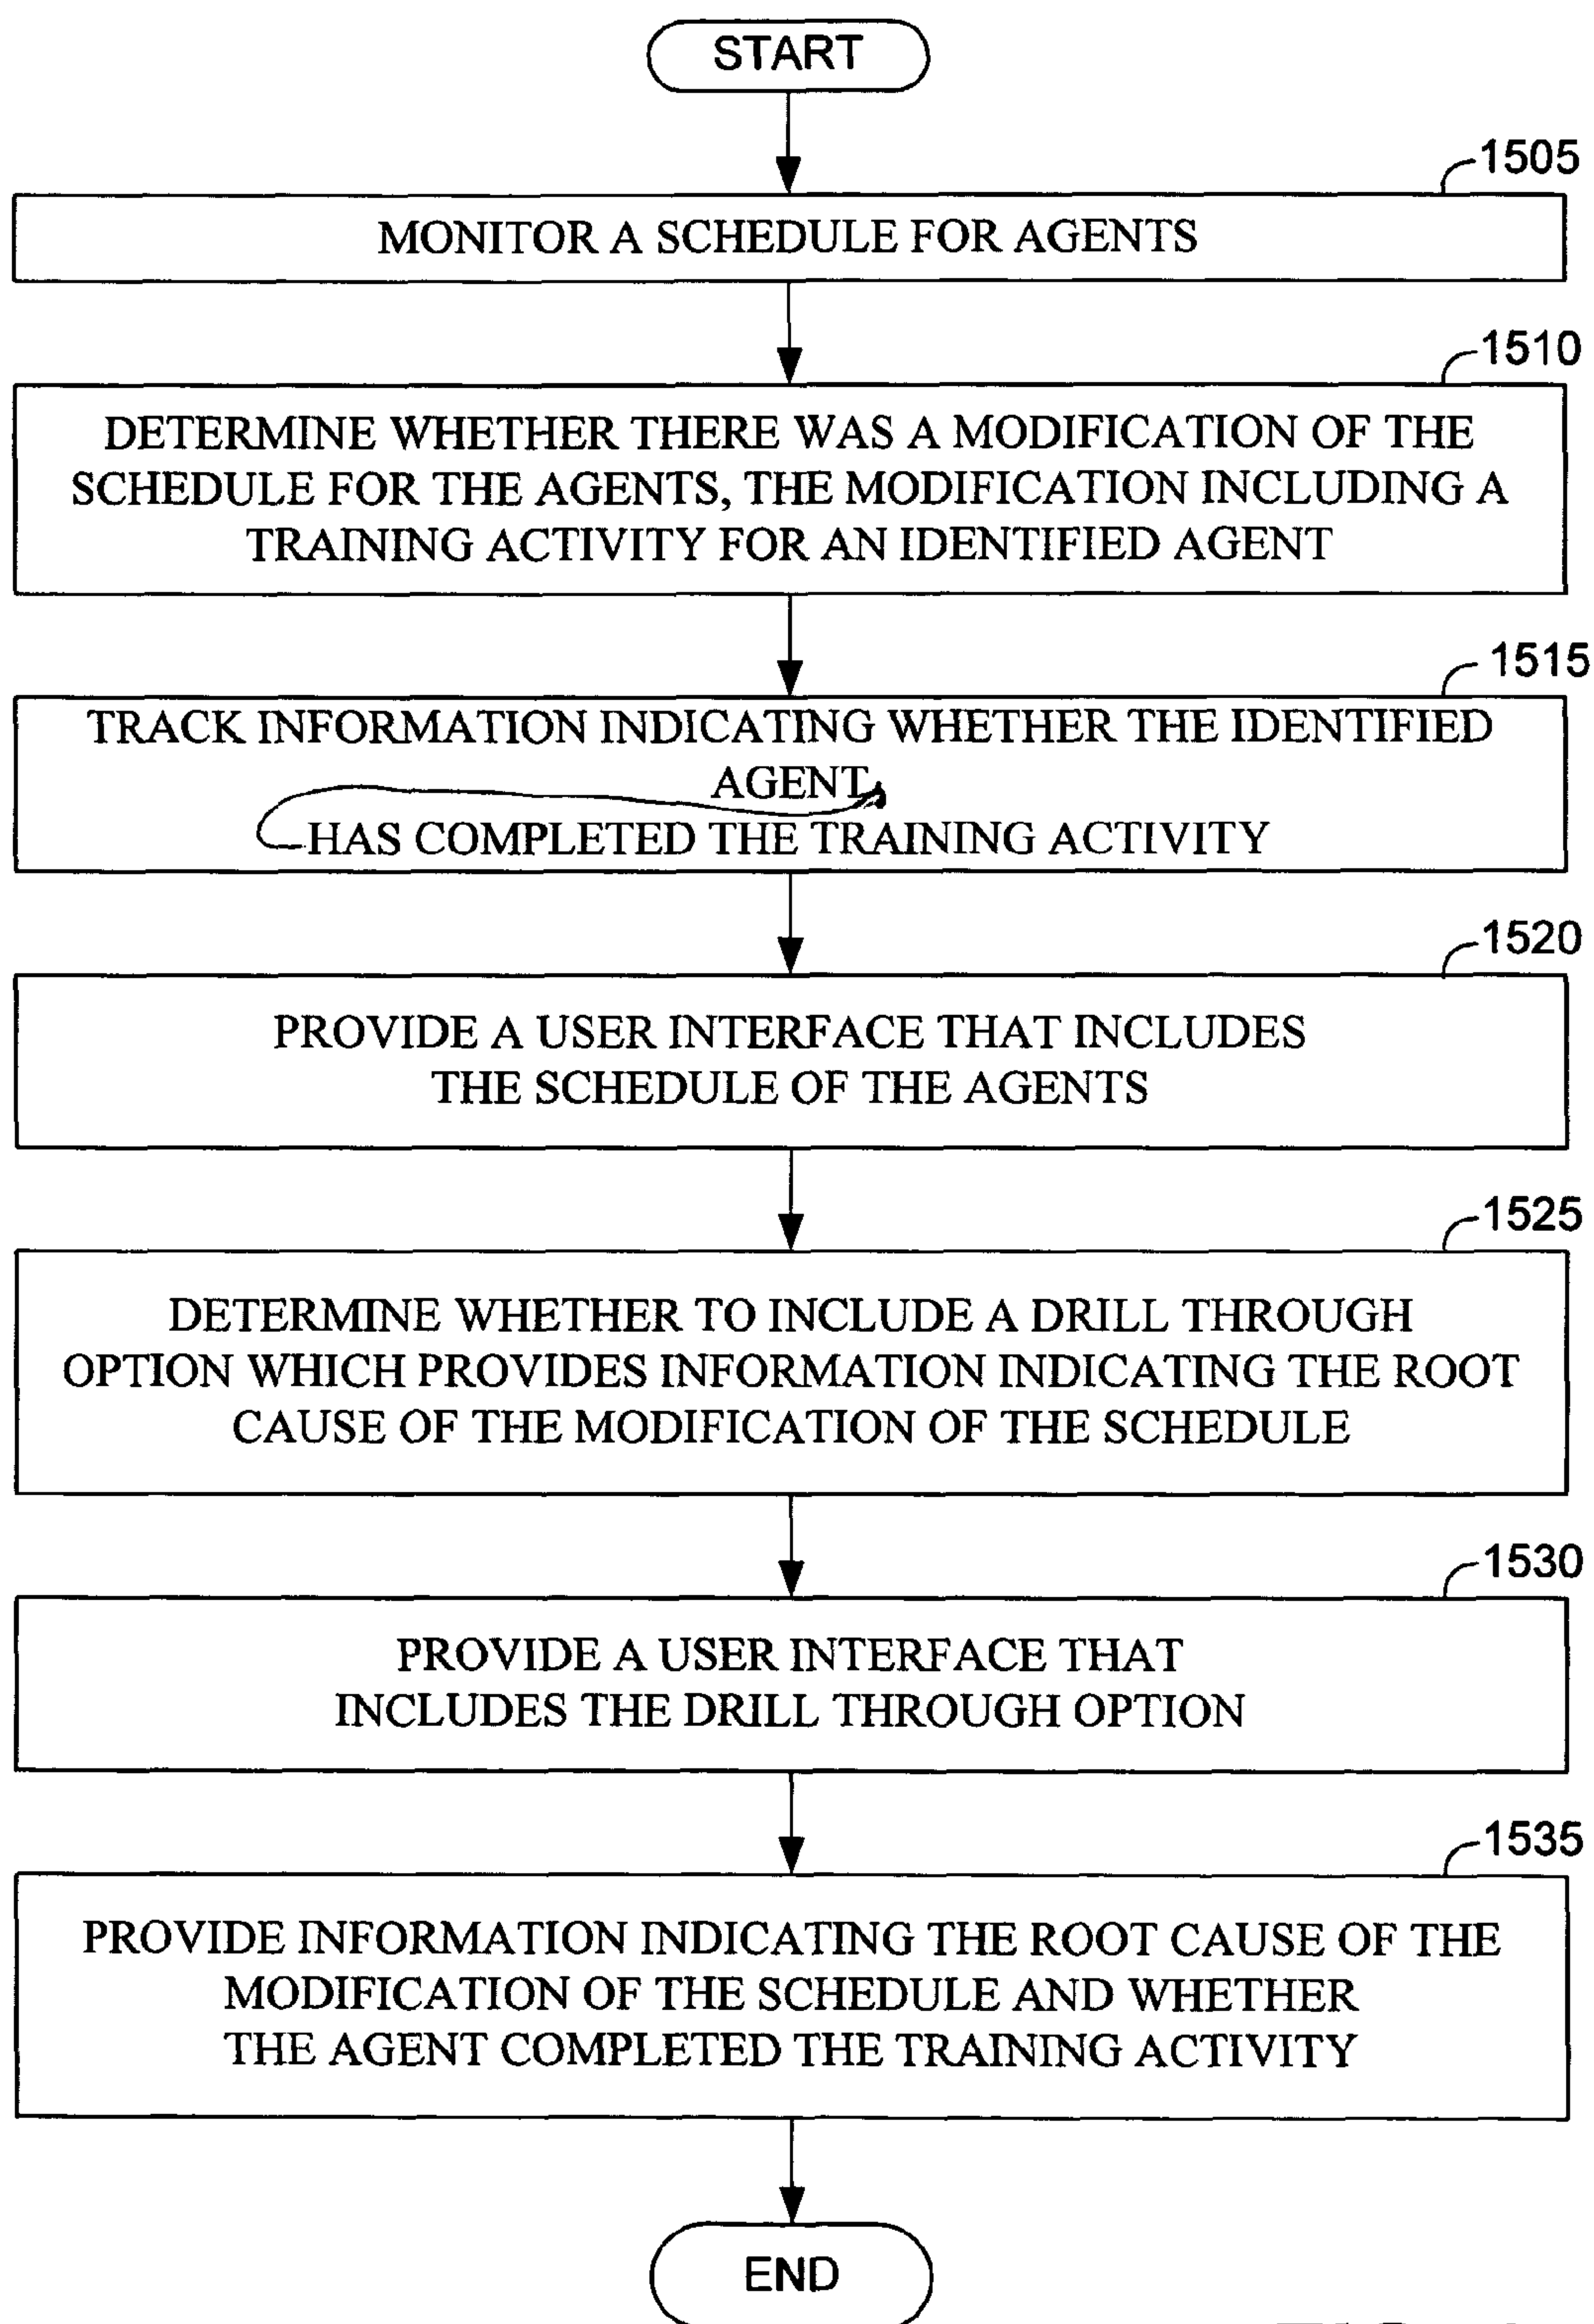 START
1505
MONITOR A SCHEDULE FOR AGENTS
1510
DETERMINE WHETHER THERE WAS A MODIFICATION OF THE
SCHEDULE FOR THE AGENTS, THE MODIFICATION INCLUDING A
TRAINING ACTIVITY FOR AN IDENTIFIED AGENT
1515
TRACK INFORMATION INDICATING WHETHER THE IDENTIFIED
AGENT
HAS COMPLETED THE TRAINING ACTIVITY
1520
PROVIDE A USER INTERFACE THAT INCLUDES
THE SCHEDULE OF THE AGENTS
1525
DETERMINE WHETHER TO INCLUDE A DRILL THROUGH
OPTION WHICH PROVIDES INFORMATION INDICATING THE ROOT
CAUSE OF THE MODIFICATION OF THE SCHEDULE
1530
PROVIDE A USER INTERFACE THAT
INCLUDES THE DRILL THROUGH OPTION
1535
PROVIDE INFORMATION INDICATING THE ROOT CAUSE OF THE
MODIFICATION OF THE SCHEDULE AND WHETHER
THE AGENT COMPLETED THE TRAINING ACTIVITY
END